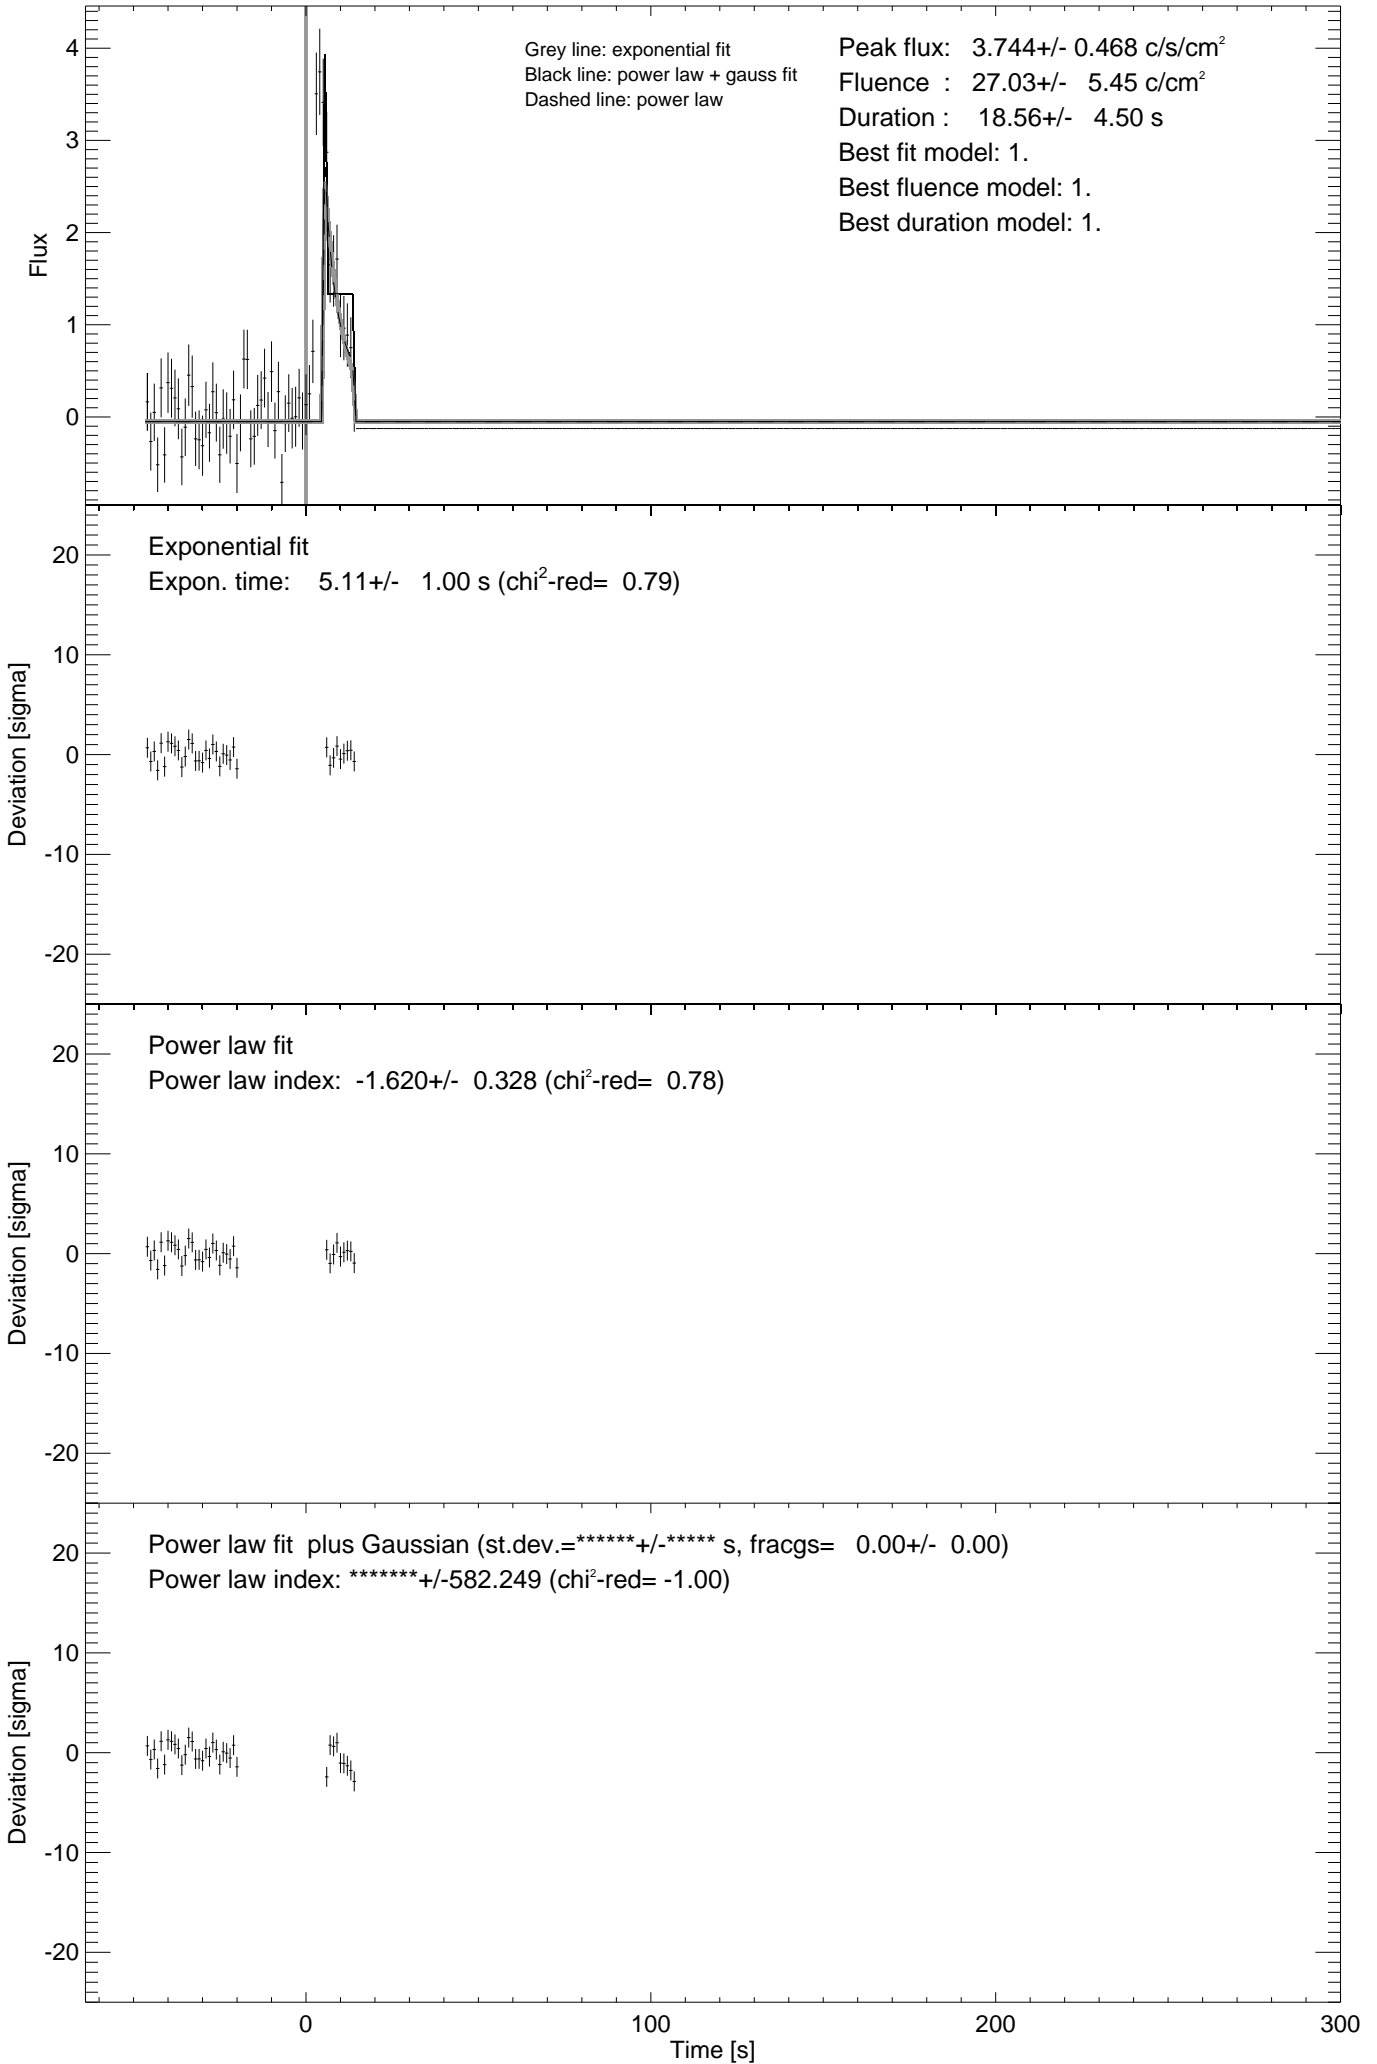 Grey line: exponential fit
Black line: power law + gauss fit
Dashed line: power law
Peak flux: 3.744+/- 0.468 c/s/cm²
Fluence : 27.03+/- 5.45 c/cm²
Duration : 18.56+/- 4.50 s
Best fit model: 1.
Best fluence model: 1.
Best duration model: 1.
4
3
2
1
0
Flux
Exponential fit
Expon. time: 5.11+/- 1.00 s (chi²-red= 0.79)
20
10
0
-10
-20
Deviation [sigma]
Power law fit
Power law index: -1.620+/- 0.328 (chi²-red= 0.78)
20
10
0
-10
-20
Deviation [sigma]
Power law fit plus Gaussian (st.dev.=******+/-***** s, fracgs= 0.00+/- 0.00)
Power law index: *******+/-582.249 (chi²-red= -1.00)
20
10
0
-10
-20
Deviation [sigma]
0 100 200 300
Time [s]